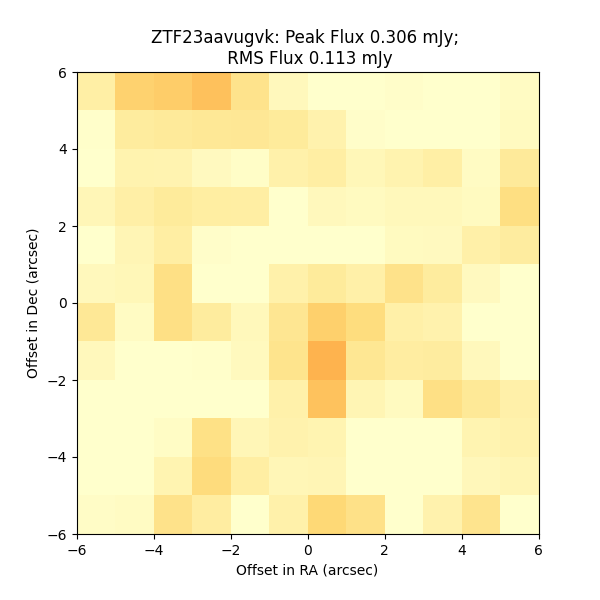 ZTF23aavugvk: Peak Flux 0.306 mJy;
RMS Flux 0.113 mJy
6
4
2
0
−2
−4
−6
Offset in Dec (arcsec)
−6 −4 −2 0 2 4 6
Offset in RA (arcsec)